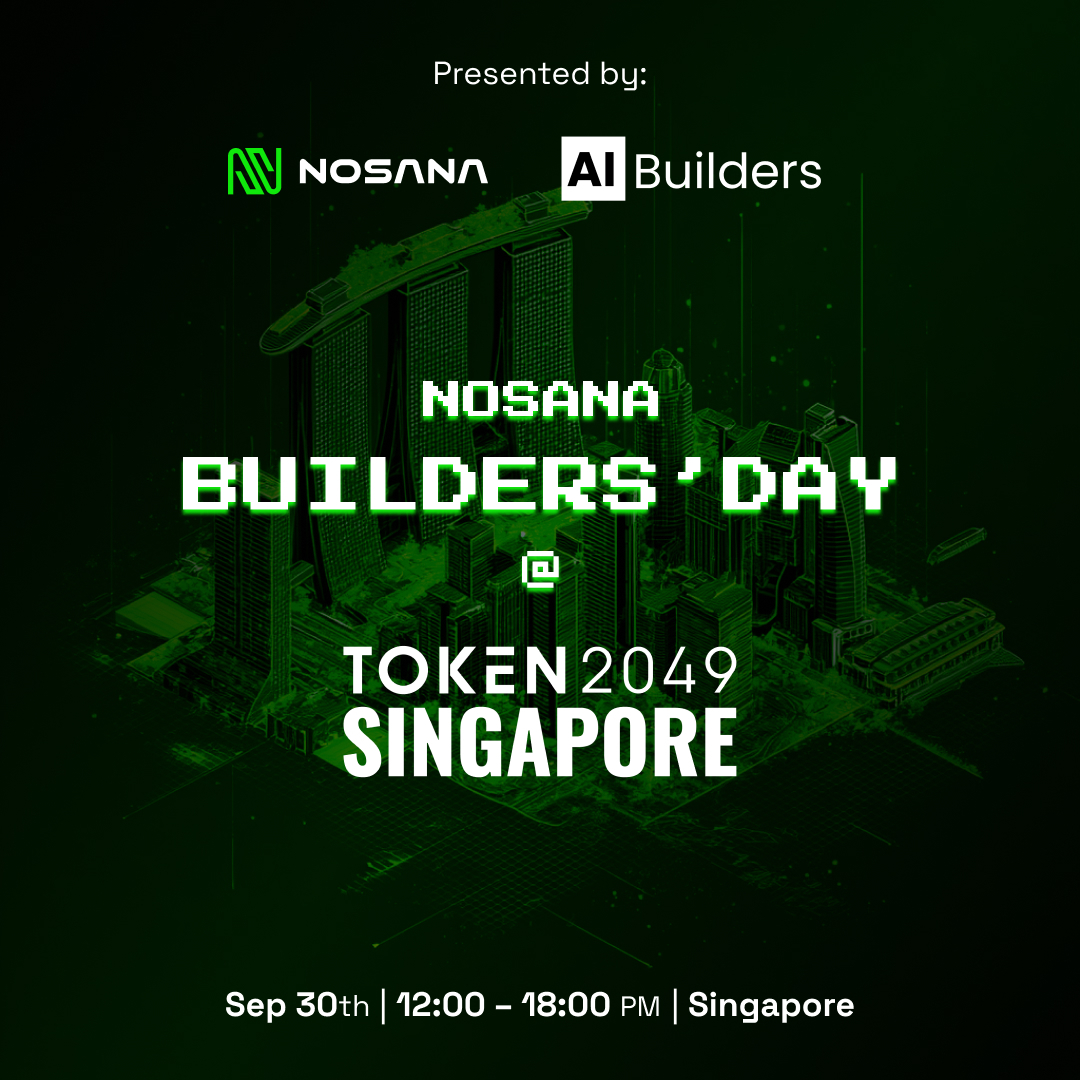 Presented by:
NOSANA AI Builders
NOSANA
BUILDERS'DAY
@
TOKEN2049
SINGAPORE
Sep 30th | 12:00 – 18:00 PM | Singapore